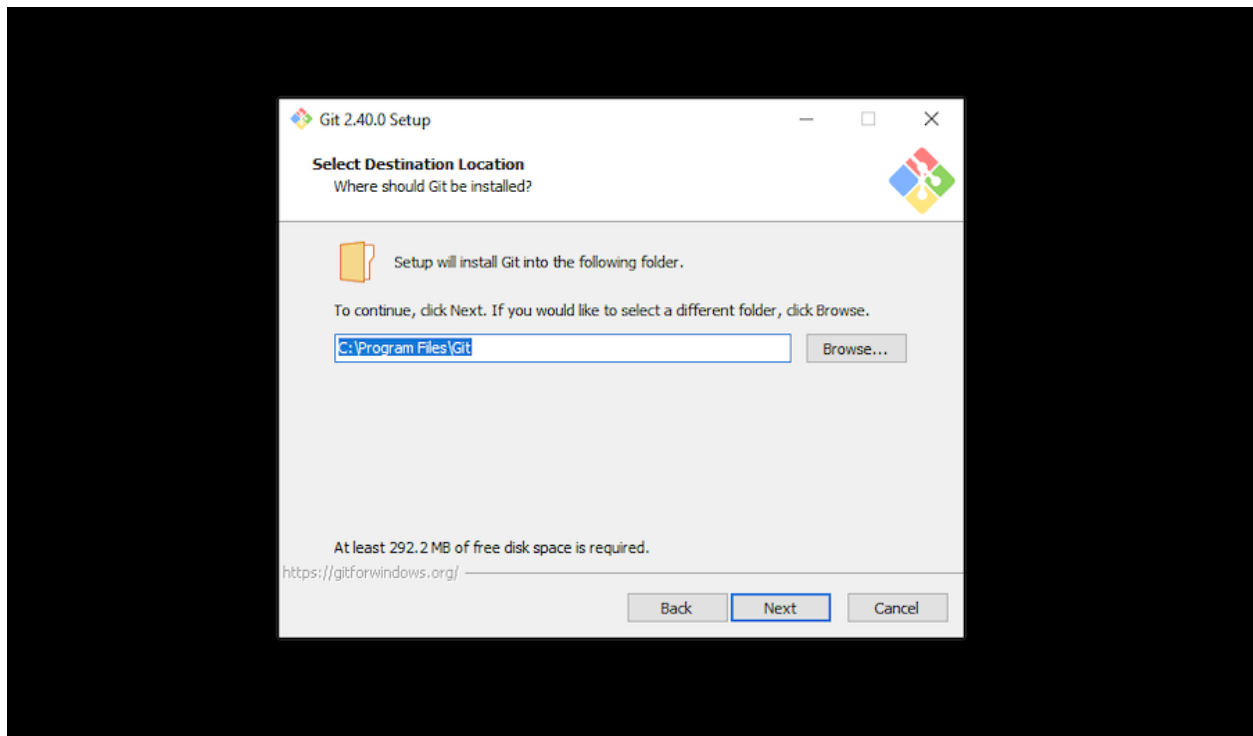 Git 2.40.0 Setup
Select Destination Location
Where should Git be installed?
Setup will install Git into the following folder.
To continue, click Next. If you would like to select a different folder, click Browse.
C:\Program Files\Git
Browse...
At least 292.2 MB of free disk space is required.
https://gitforwindows.org/
Back Next Cancel